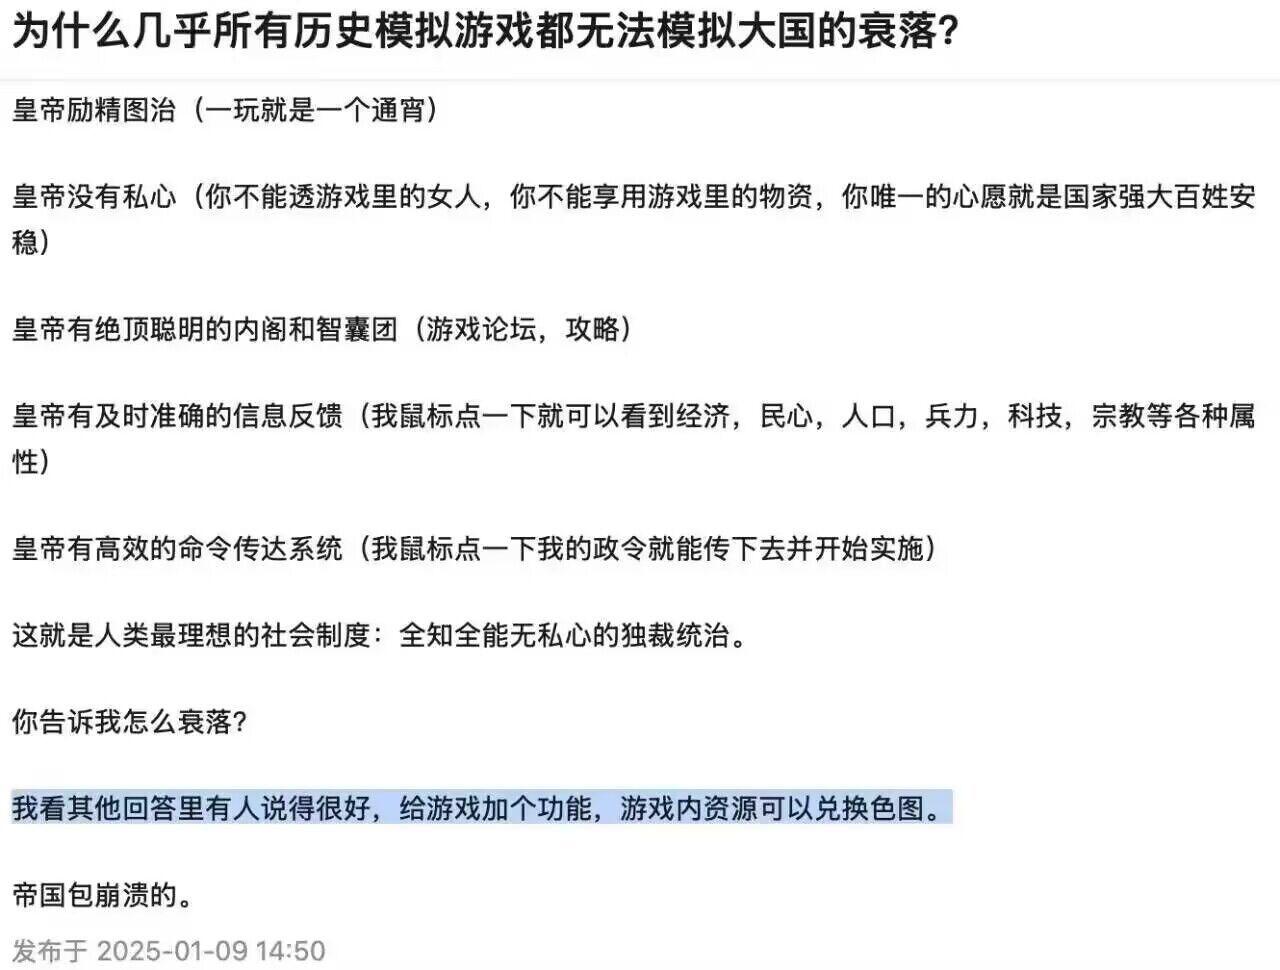 为什么几乎所有历史模拟游戏都无法模拟大国的衰落?
皇帝励精图治（一玩就是一个通宵）
皇帝没有私心（你不能透游戏里的女人，你不能享用游戏里的物资，你唯一的心愿就是国家强大百姓安
稳）
皇帝有绝顶聪明的内阁和智囊团（游戏论坛，攻略）
皇帝有及时准确的信息反馈（我鼠标点一下就可以看到经济，民心，人口，兵力，科技，宗教等各种属
性）
皇帝有高效的命令传达系统（我鼠标点一下我的政令就能传下去并开始实施）
这就是人类最理想的社会制度：全知全能无私心的独裁统治。
你告诉我怎么衰落?
我看其他回答里有人说得很好，给游戏加个功能，游戏内资源可以兑换色图。
帝国包崩溃的。
发布于 2025-01-09 14:50